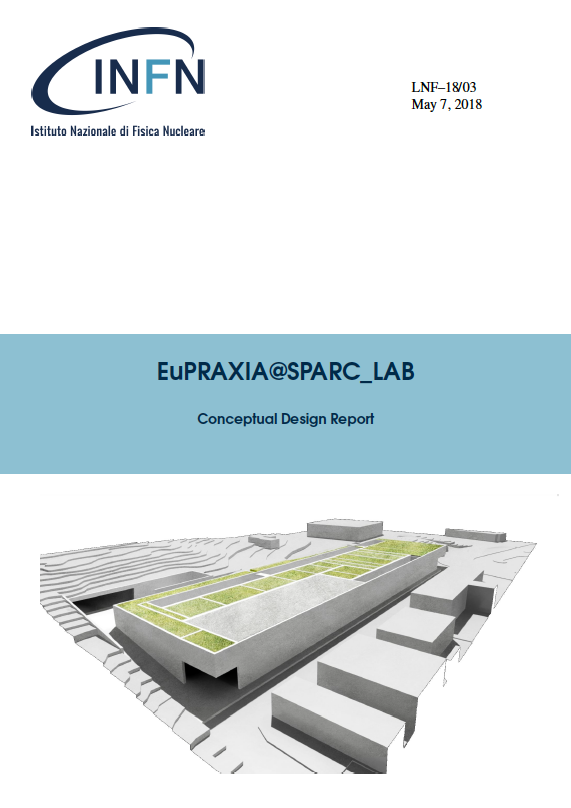 INFN
Istituto Nazionale di Fisica Nucleare
LNF–18/03
May 7, 2018
EuPRAXIA@SPARC_LAB
Conceptual Design Report